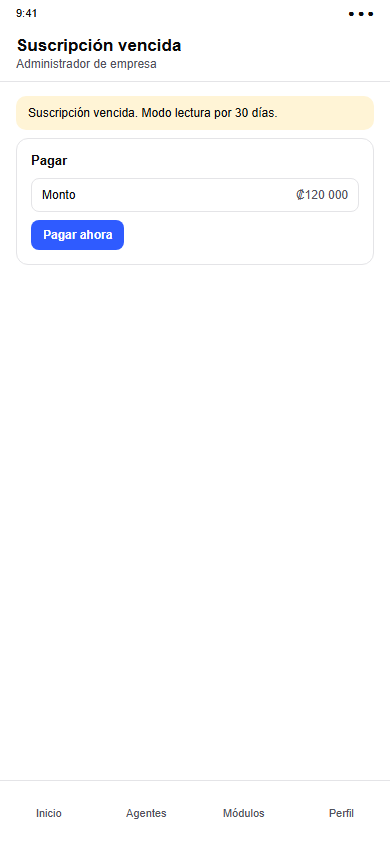 9:41
Suscripción vencida
Administrador de empresa
Suscripción vencida. Modo lectura por 30 días.
Pagar
Monto ₡120 000
Pagar ahora
Inicio Agentes Módulos Perfil